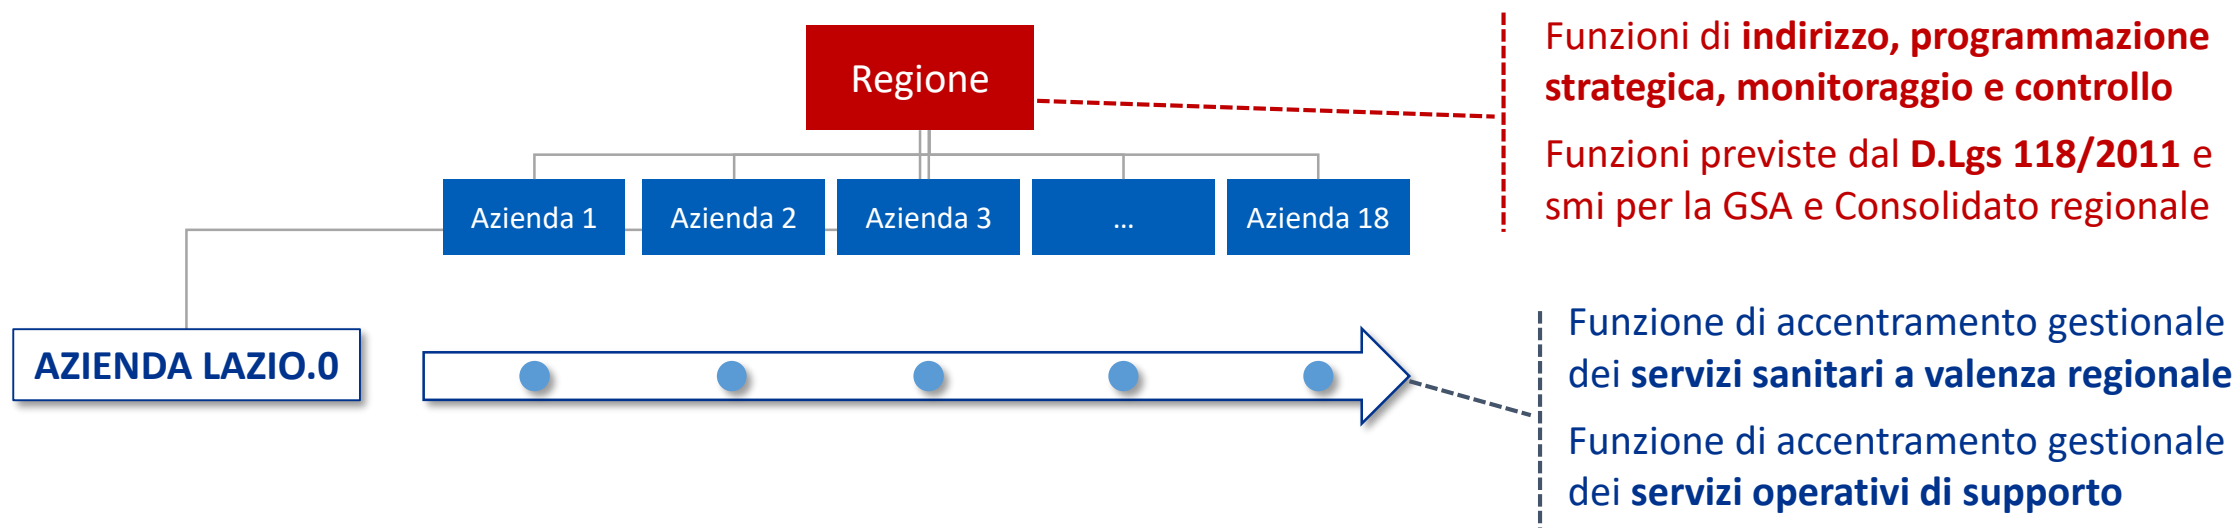 Regione
Funzioni di indirizzo, programmazione
strategica, monitoraggio e controllo
Funzioni previste dal D.Lgs 118/2011 e
smi per la GSA e Consolidato regionale
Azienda 1
Azienda 2
Azienda 3
...
Azienda 18
AZIENDA LAZIO.0
Funzione di accentramento gestionale
dei servizi sanitari a valenza regionale
Funzione di accentramento gestionale
dei servizi operativi di supporto